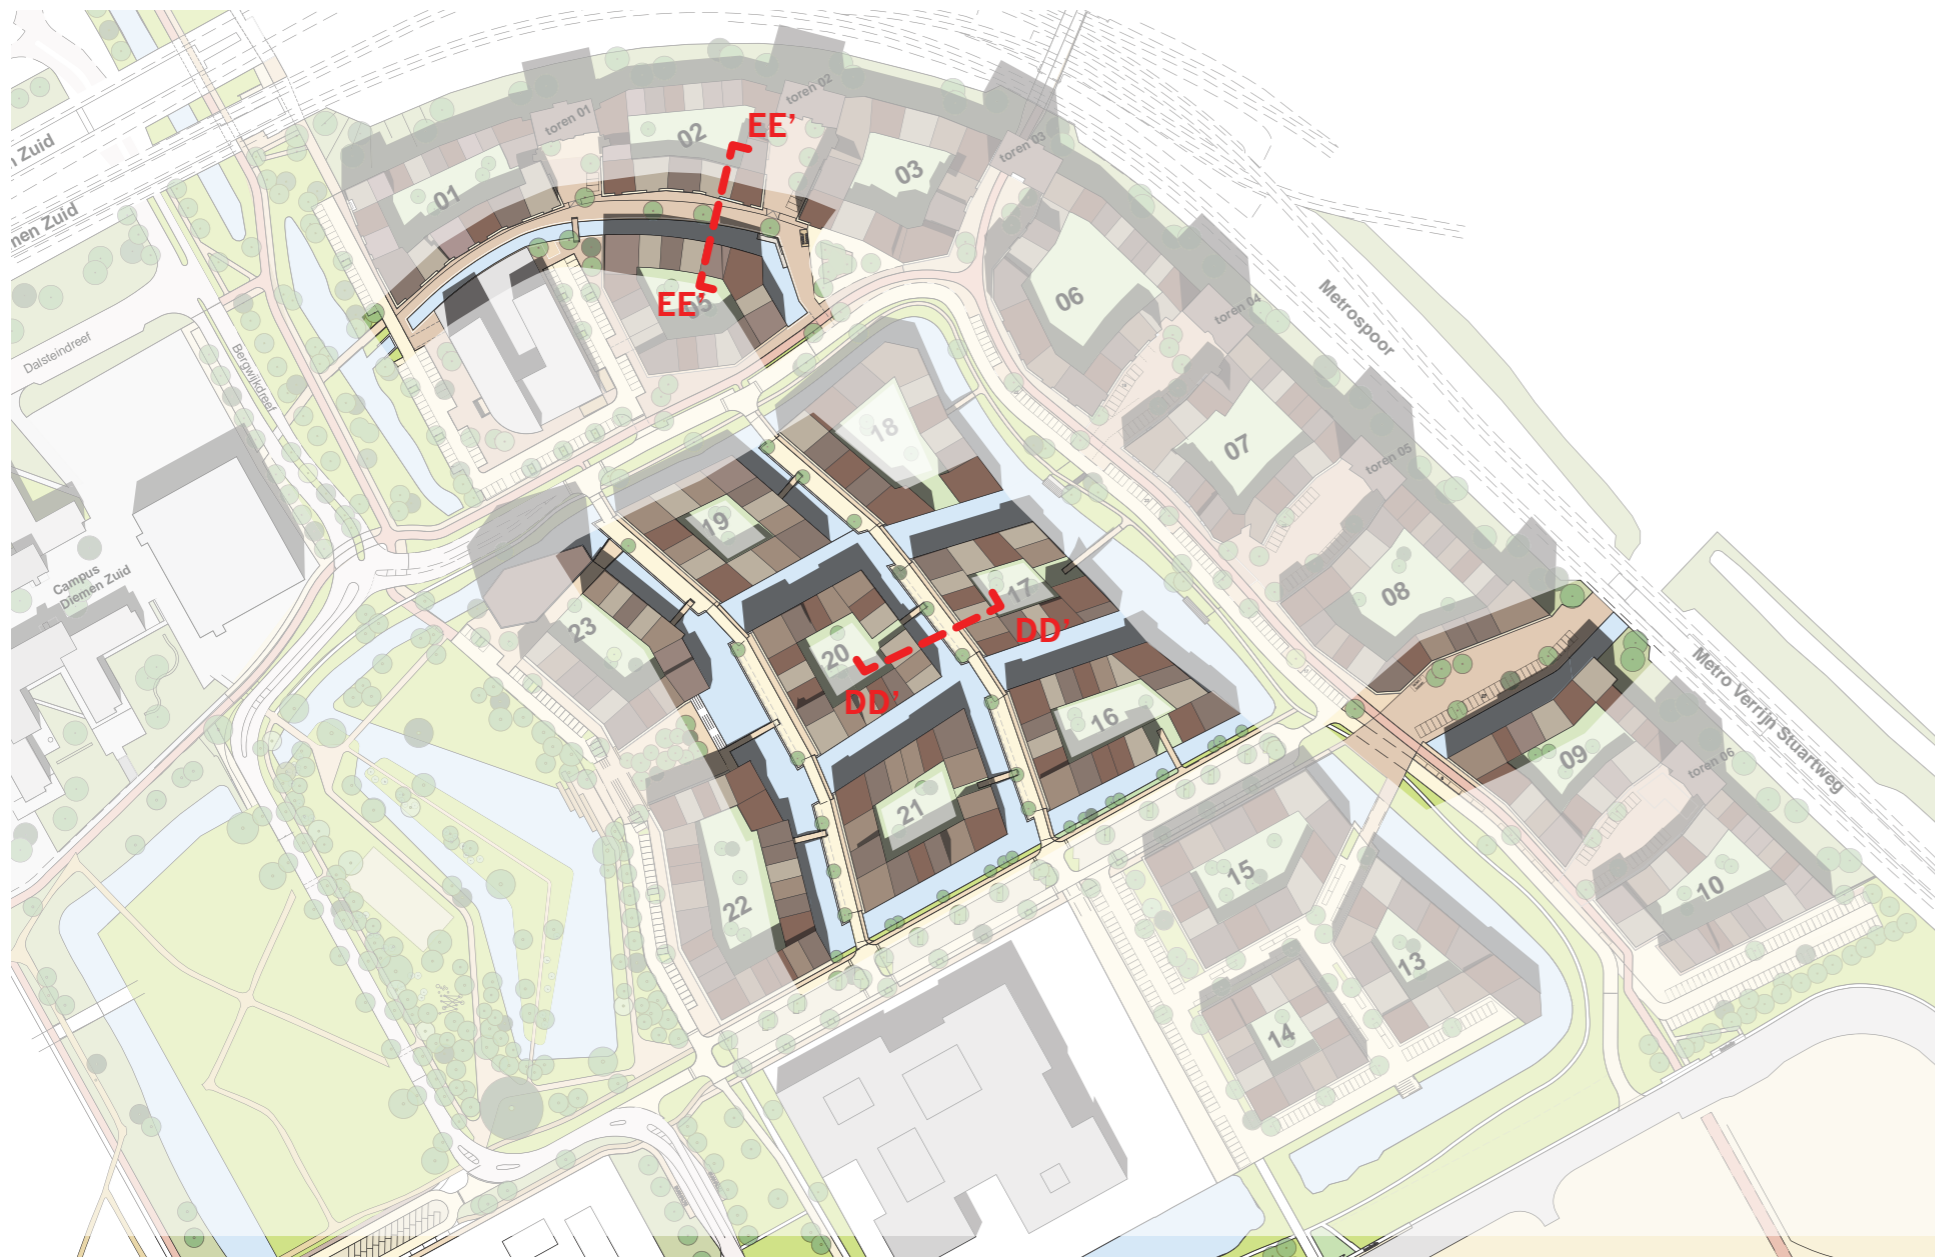 toren 02
toren 01
EE’
02
n Zuid
toren 03
03
01
men Zuid
06
EE’
05
toren 04
Metrospoor
Dalsteindreef
Bergwijkdreef
18
07
toren 05
19
Campus
Diemen Zuid
17
08
23
DD’
20
DD’
16
Metro Verrijn Stuartweg
09
toren 06
21
15
10
22
13
14